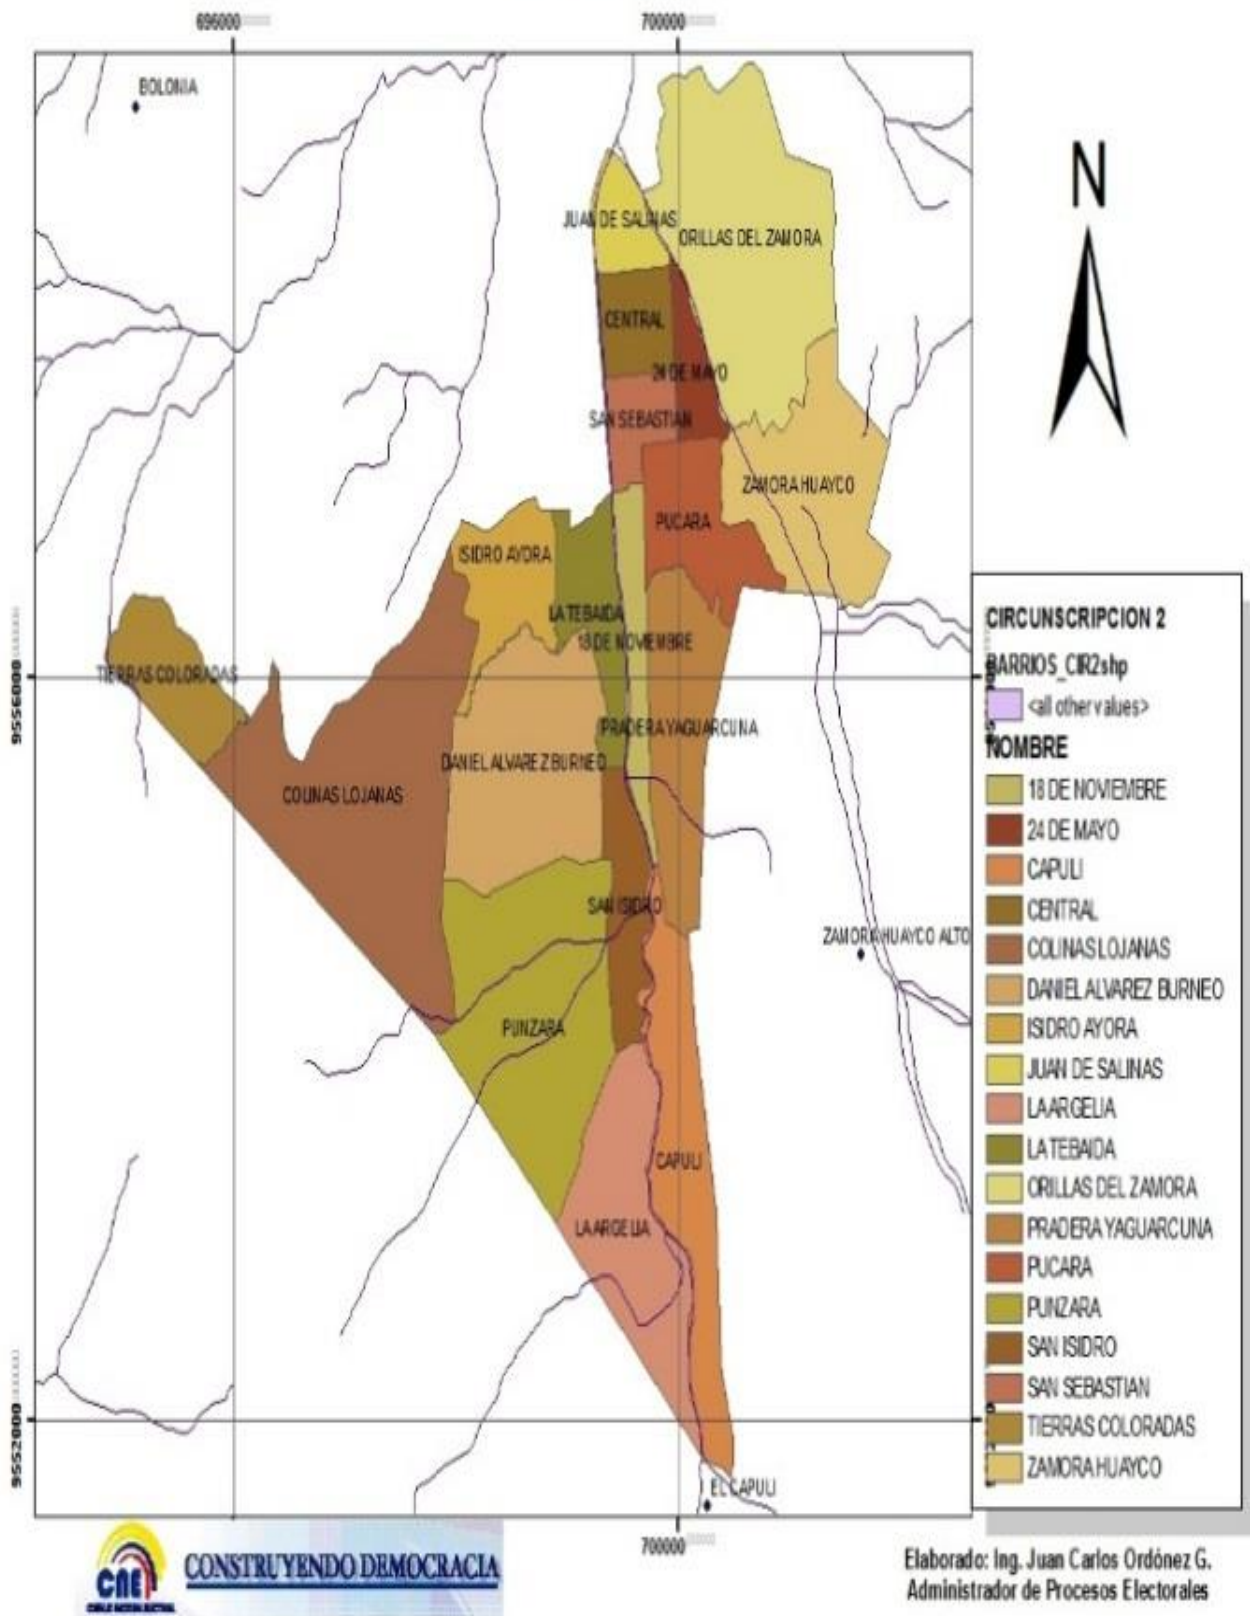 696000
700000
BOLONIA
N
JUAN DE SALINAS
ORILLAS DEL ZAMORA
CENTRAL
24 DE MAYO
SAN SEBASTIAN
ZAMORA HUAYCO
PUCARA
ISIDRO AYORA
LA TEBAIDA
18 DE NOVIEMBRE
TIERRAS COLORADAS
9556000
PRADERA YAGUARCUNA
DANIEL ALVAREZ BURNEO
COLINAS LOJANAS
SAN ISIDRO
ZAMORA HUAYCO ALTO
PUNZARA
CAPULI
LA ARGELIA
9552000
EL CAPULI
700000
CIRCUNSCRIPCION 2
BARRIOS_CIR2shp
<all other values>
NOMBRE
18 DE NOVIEMBRE
24 DE MAYO
CAPULI
CENTRAL
COLINAS LOJANAS
DANIEL ALVAREZ BURNEO
ISIDRO AYORA
JUAN DE SALINAS
LA ARGELIA
LA TEBAIDA
ORILLAS DEL ZAMORA
PRADERA YAGUARCUNA
PUCARA
PUNZARA
SAN ISIDRO
SAN SEBASTIAN
TIERRAS COLORADAS
ZAMORA HUAYCO
CNE
CONSTRUYENDO DEMOCRACIA
Elaborado: Ing. Juan Carlos Ordónez G.
Administrador de Procesos Electorales